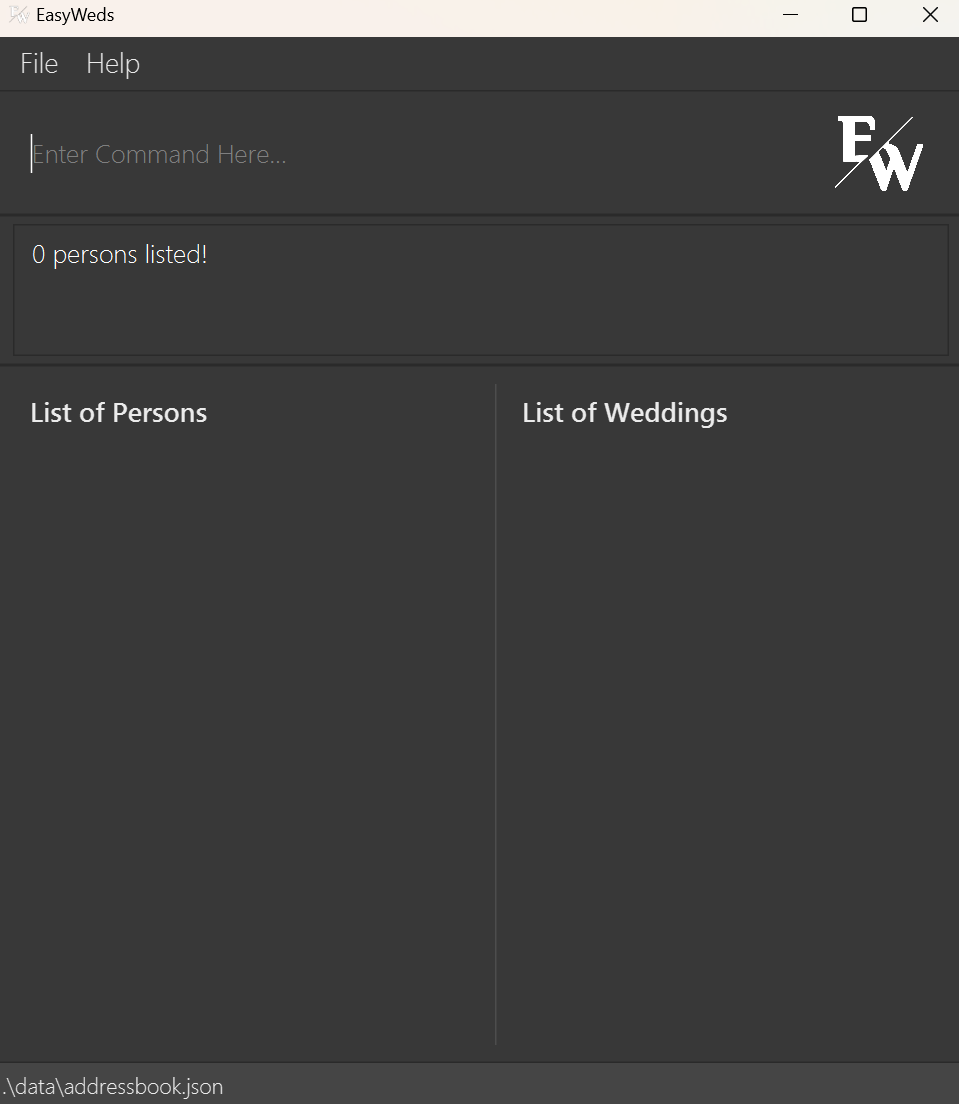 EasyWeds
File Help
Enter Command Here...
EW
0 persons listed!
List of Persons
List of Weddings
.\data\addressbook.json